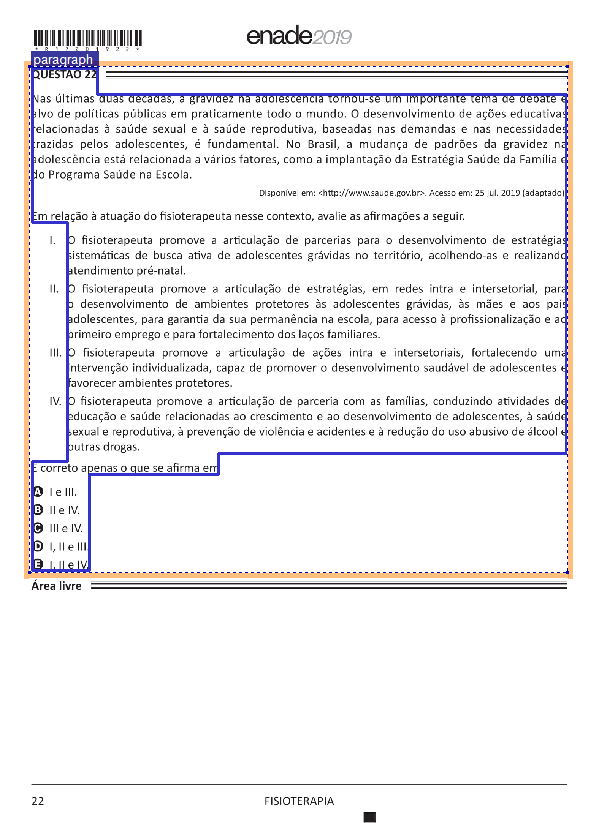 *R17201922*
enade2019
paragraph
QUESTÃO 22
Nas últimas duas décadas, a gravidez na adolescência tornou-se um importante tema de debate e
alvo de políticas públicas em praticamente todo o mundo. O desenvolvimento de ações educativas
relacionadas à saúde sexual e à saúde reprodutiva, baseadas nas demandas e nas necessidades
trazidas pelos adolescentes, é fundamental. No Brasil, a mudança de padrões da gravidez na
adolescência está relacionada a vários fatores, como a implantação da Estratégia Saúde da Família e
do Programa Saúde na Escola.
Disponível em: <http://www.saude.gov.br>. Acesso em: 25 jul. 2019 (adaptado).
Em relação à atuação do fisioterapeuta nesse contexto, avalie as afirmações a seguir.
I. O fisioterapeuta promove a articulação de parcerias para o desenvolvimento de estratégias
sistemáticas de busca ativa de adolescentes grávidas no território, acolhendo-as e realizando
atendimento pré-natal.
II. O fisioterapeuta promove a articulação de estratégias, em redes intra e intersetorial, para
o desenvolvimento de ambientes protetores às adolescentes grávidas, às mães e aos pais
adolescentes, para garantia da sua permanência na escola, para acesso à profissionalização e ao
primeiro emprego e para fortalecimento dos laços familiares.
III. O fisioterapeuta promove a articulação de ações intra e intersetoriais, fortalecendo uma
intervenção individualizada, capaz de promover o desenvolvimento saudável de adolescentes e
favorecer ambientes protetores.
IV. O fisioterapeuta promove a articulação de parceria com as famílias, conduzindo atividades de
educação e saúde relacionadas ao crescimento e ao desenvolvimento de adolescentes, à saúde
sexual e reprodutiva, à prevenção de violência e acidentes e à redução do uso abusivo de álcool e
outras drogas.
É correto apenas o que se afirma em
A I e III.
B II e IV.
C III e IV.
D I, II e III.
E I, II e IV.
Área livre
22
FISIOTERAPIA